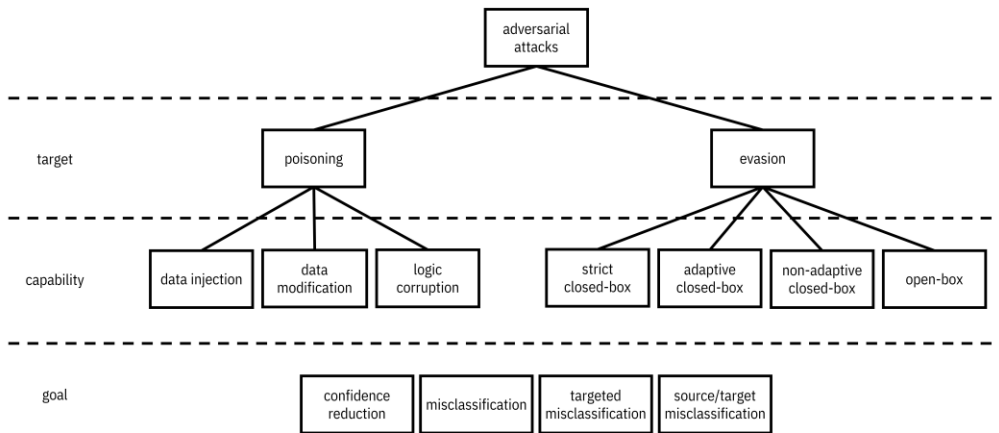 adversarial
attacks
target
poisoning
evasion
capability
data injection
data
modification
logic
corruption
strict
closed-box
adaptive
closed-box
non-adaptive
closed-box
open-box
goal
confidence
reduction
misclassification
targeted
misclassification
source/target
misclassification